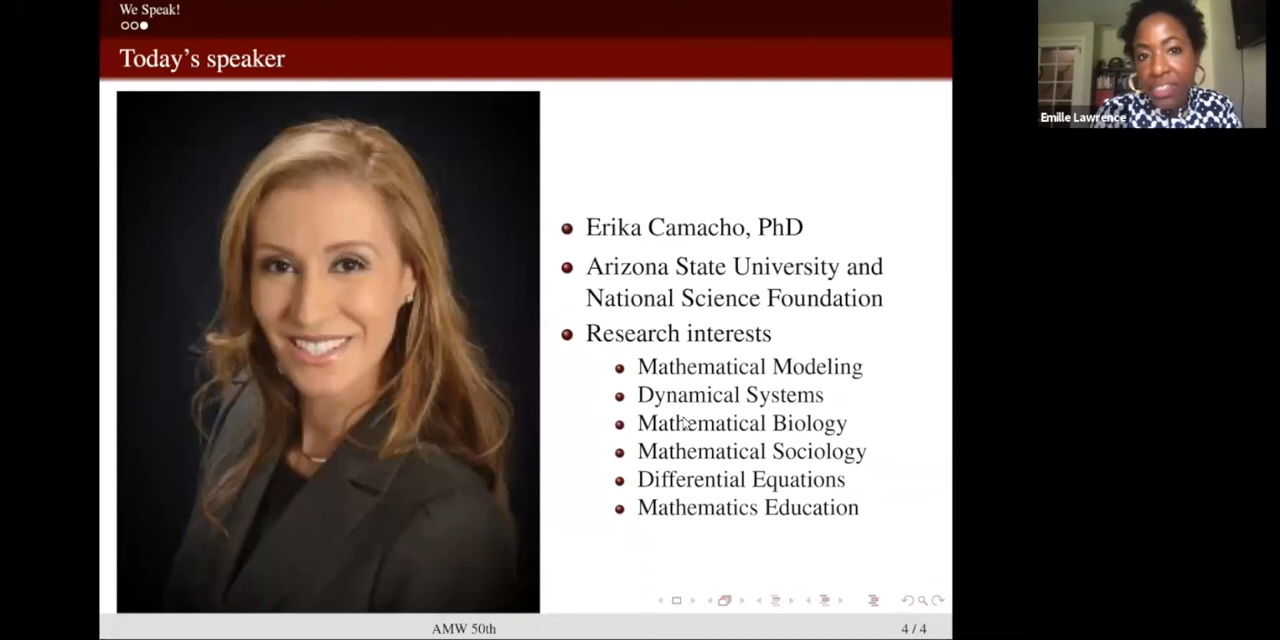 We Speak!
Today's speaker
Emille Lawrence
Erika Camacho, PhD
Arizona State University and
National Science Foundation
Research interests
Mathematical Modeling
Dynamical Systems
Mathematical Biology
Mathematical Sociology
Differential Equations
Mathematics Education
AMW 50th
4 / 4